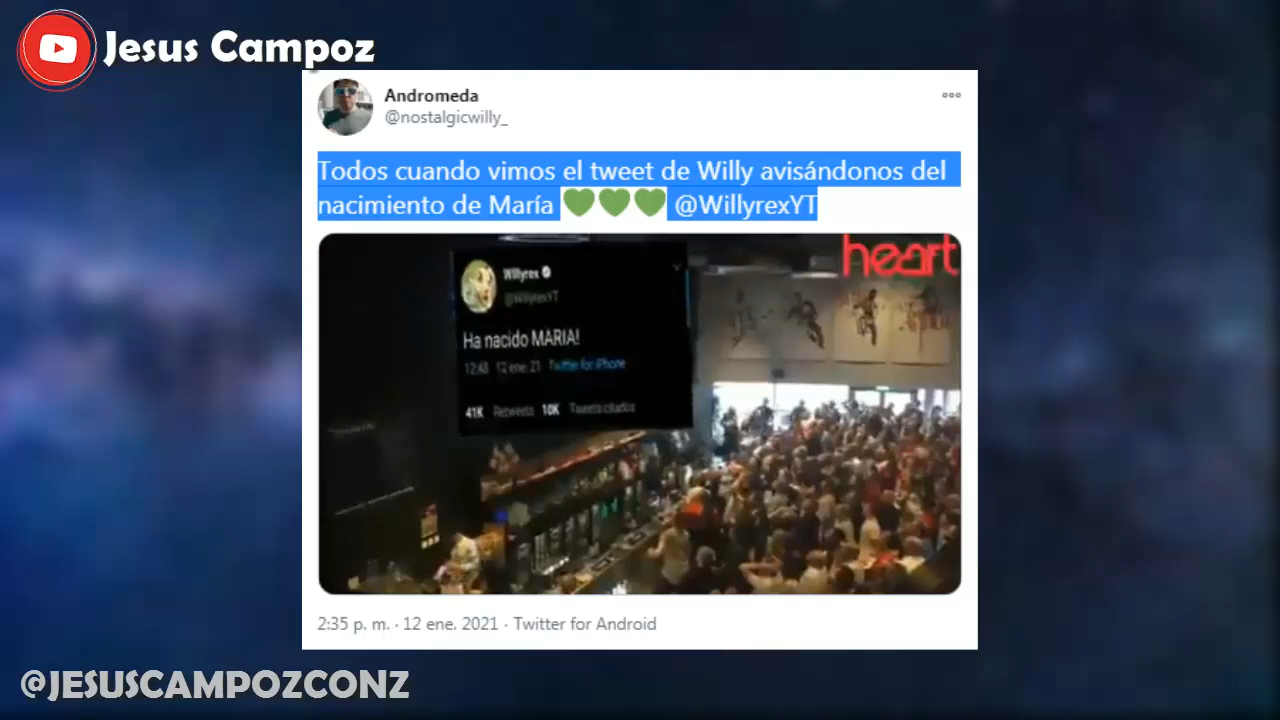 Jesus Campoz
Andromeda
@nostalgicwilly_
Todos cuando vimos el tweet de Willy avisándonos del
nacimiento de María 💚💚💚 @WillyrexYT
heart
Willyrex
@WillyrexYT
Ha nacido MARIA!
12:48 12 ene. 21 Twitter for iPhone
41K Retweets 10K Tweets citados
2:35 p. m. · 12 ene. 2021 · Twitter for Android
@JESUSCAMPOZCONZ